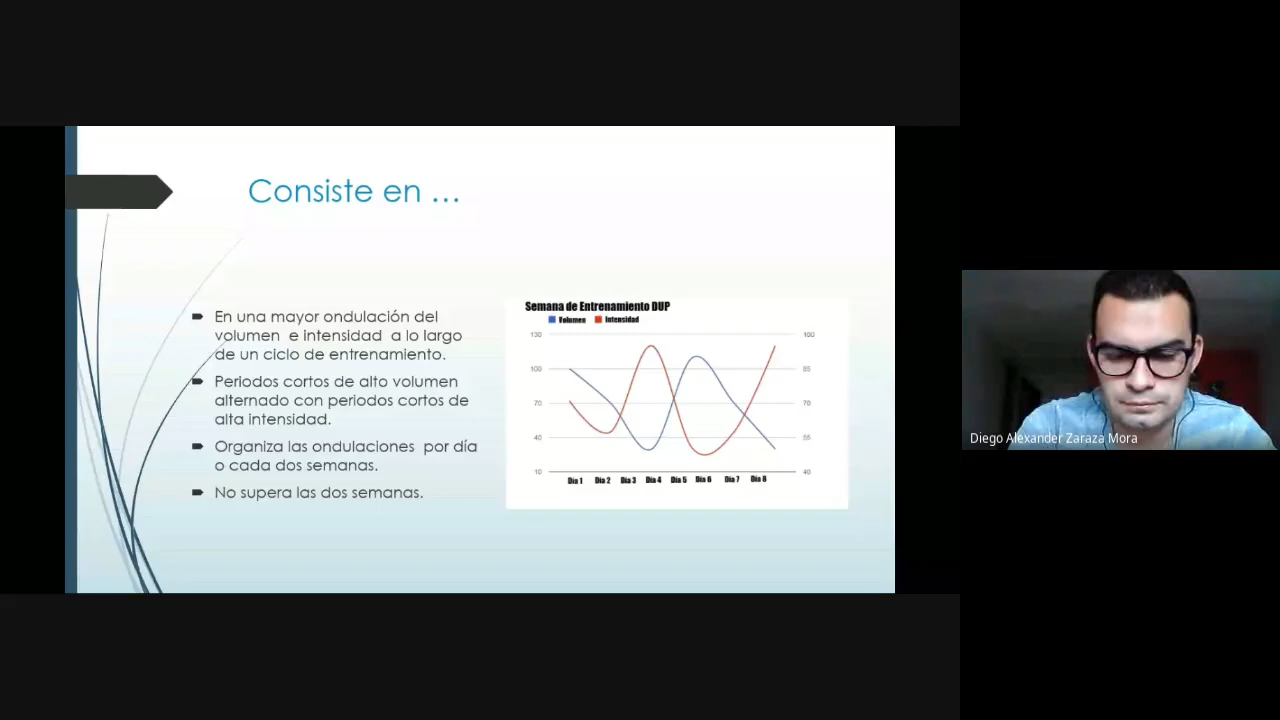 Consiste en ...
En una mayor ondulación del
volumen e intensidad a lo largo
de un ciclo de entrenamiento.
Periodos cortos de alto volumen
alternado con periodos cortos de
alta intensidad.
Organiza las ondulaciones por día
o cada dos semanas.
No supera las dos semanas.
Semana de Entrenamiento DUP
Volumen Intensidad
130 100
100 85
70 70
40 55
10 40
Dia 1 Dia 2 Dia 3 Dia 4 Dia 5 Dia 6 Dia 7 Dia 8
Diego Alexander Zaraza Mora